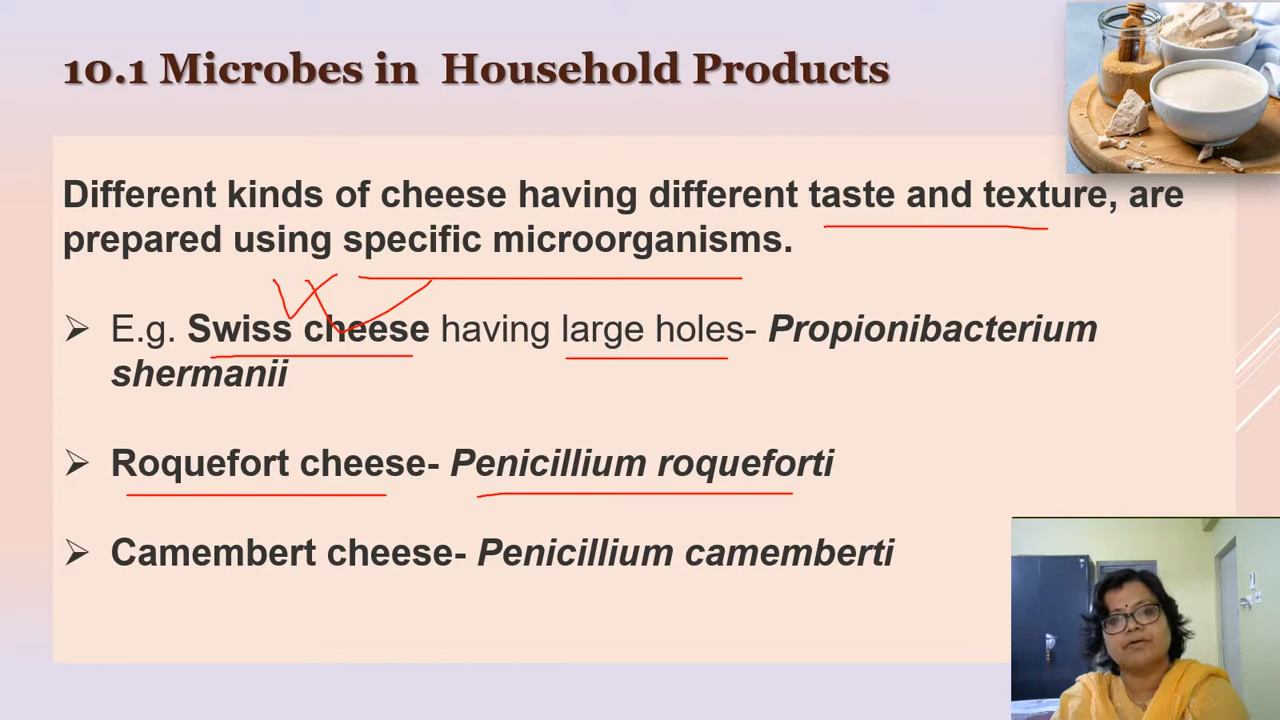 10.1 Microbes in Household Products
Different kinds of cheese having different taste and texture, are
prepared using specific microorganisms.
E.g. Swiss cheese having large holes- Propionibacterium
shermanii
Roquefort cheese- Penicillium roqueforti
Camembert cheese- Penicillium camemberti